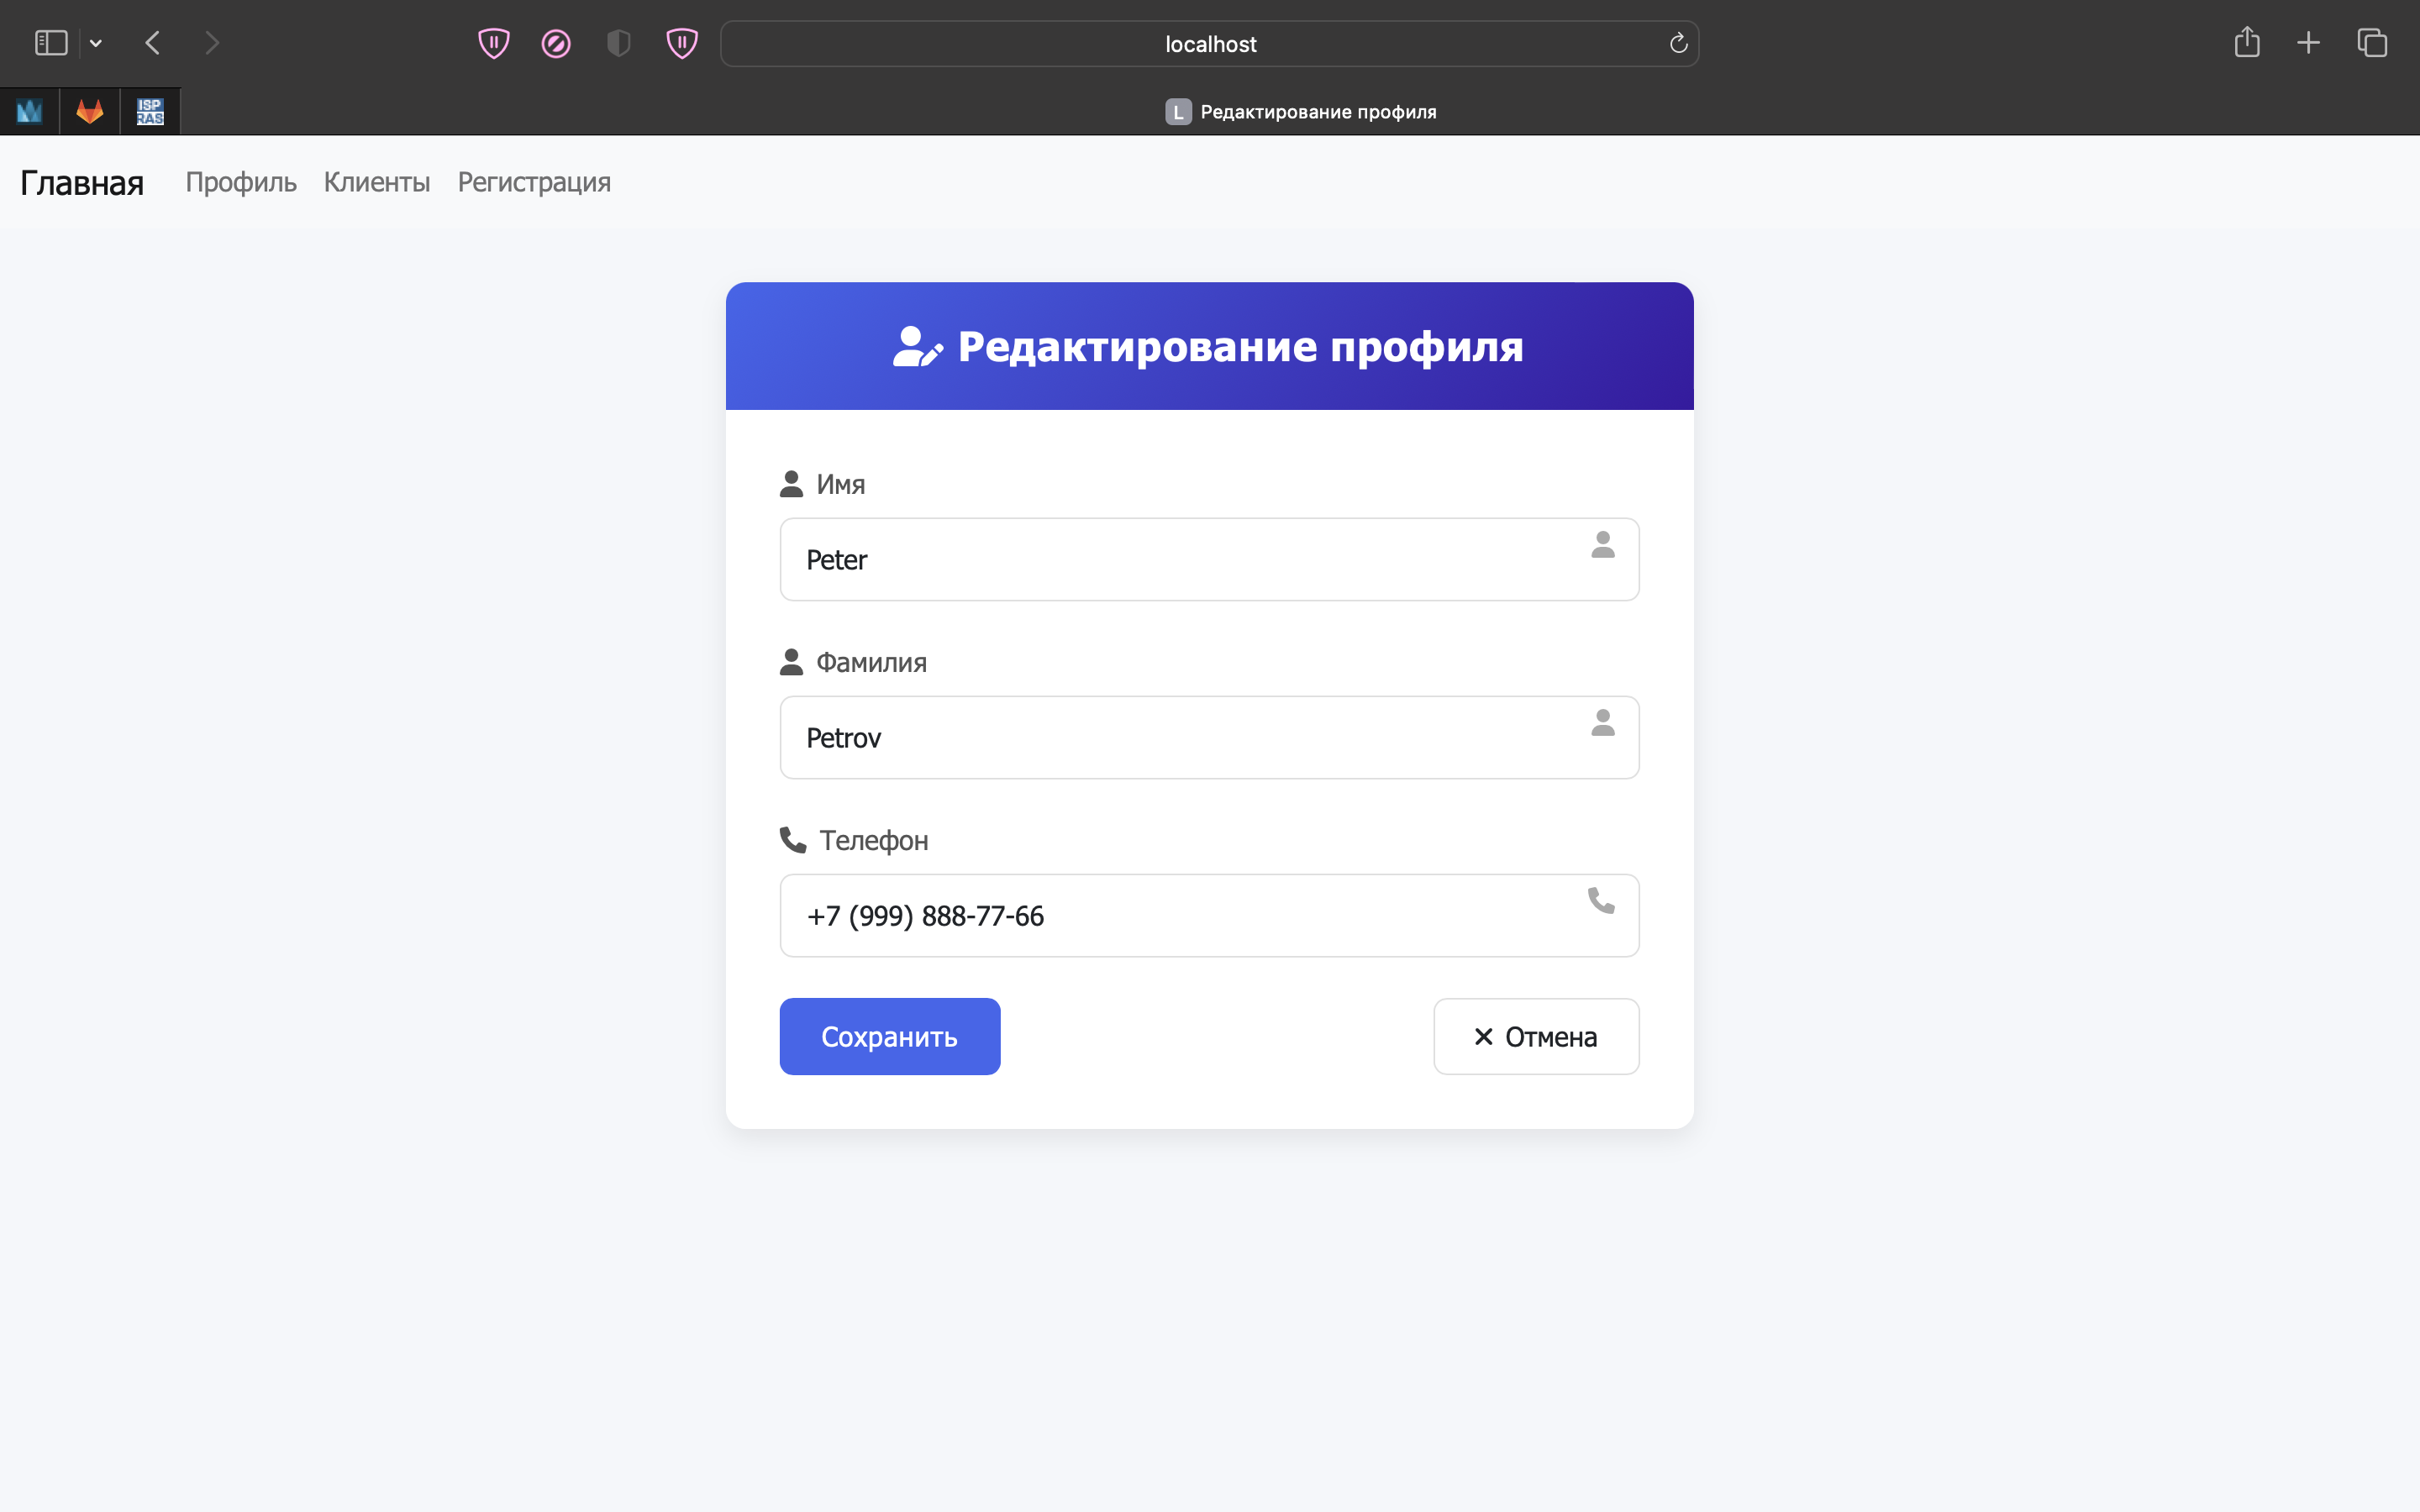 localhost
ISP
RAS
L Редактирование профиля
Главная Профиль Клиенты Регистрация
Редактирование профиля
Имя
Peter
Фамилия
Petrov
Телефон
+7 (999) 888-77-66
Сохранить
Отмена